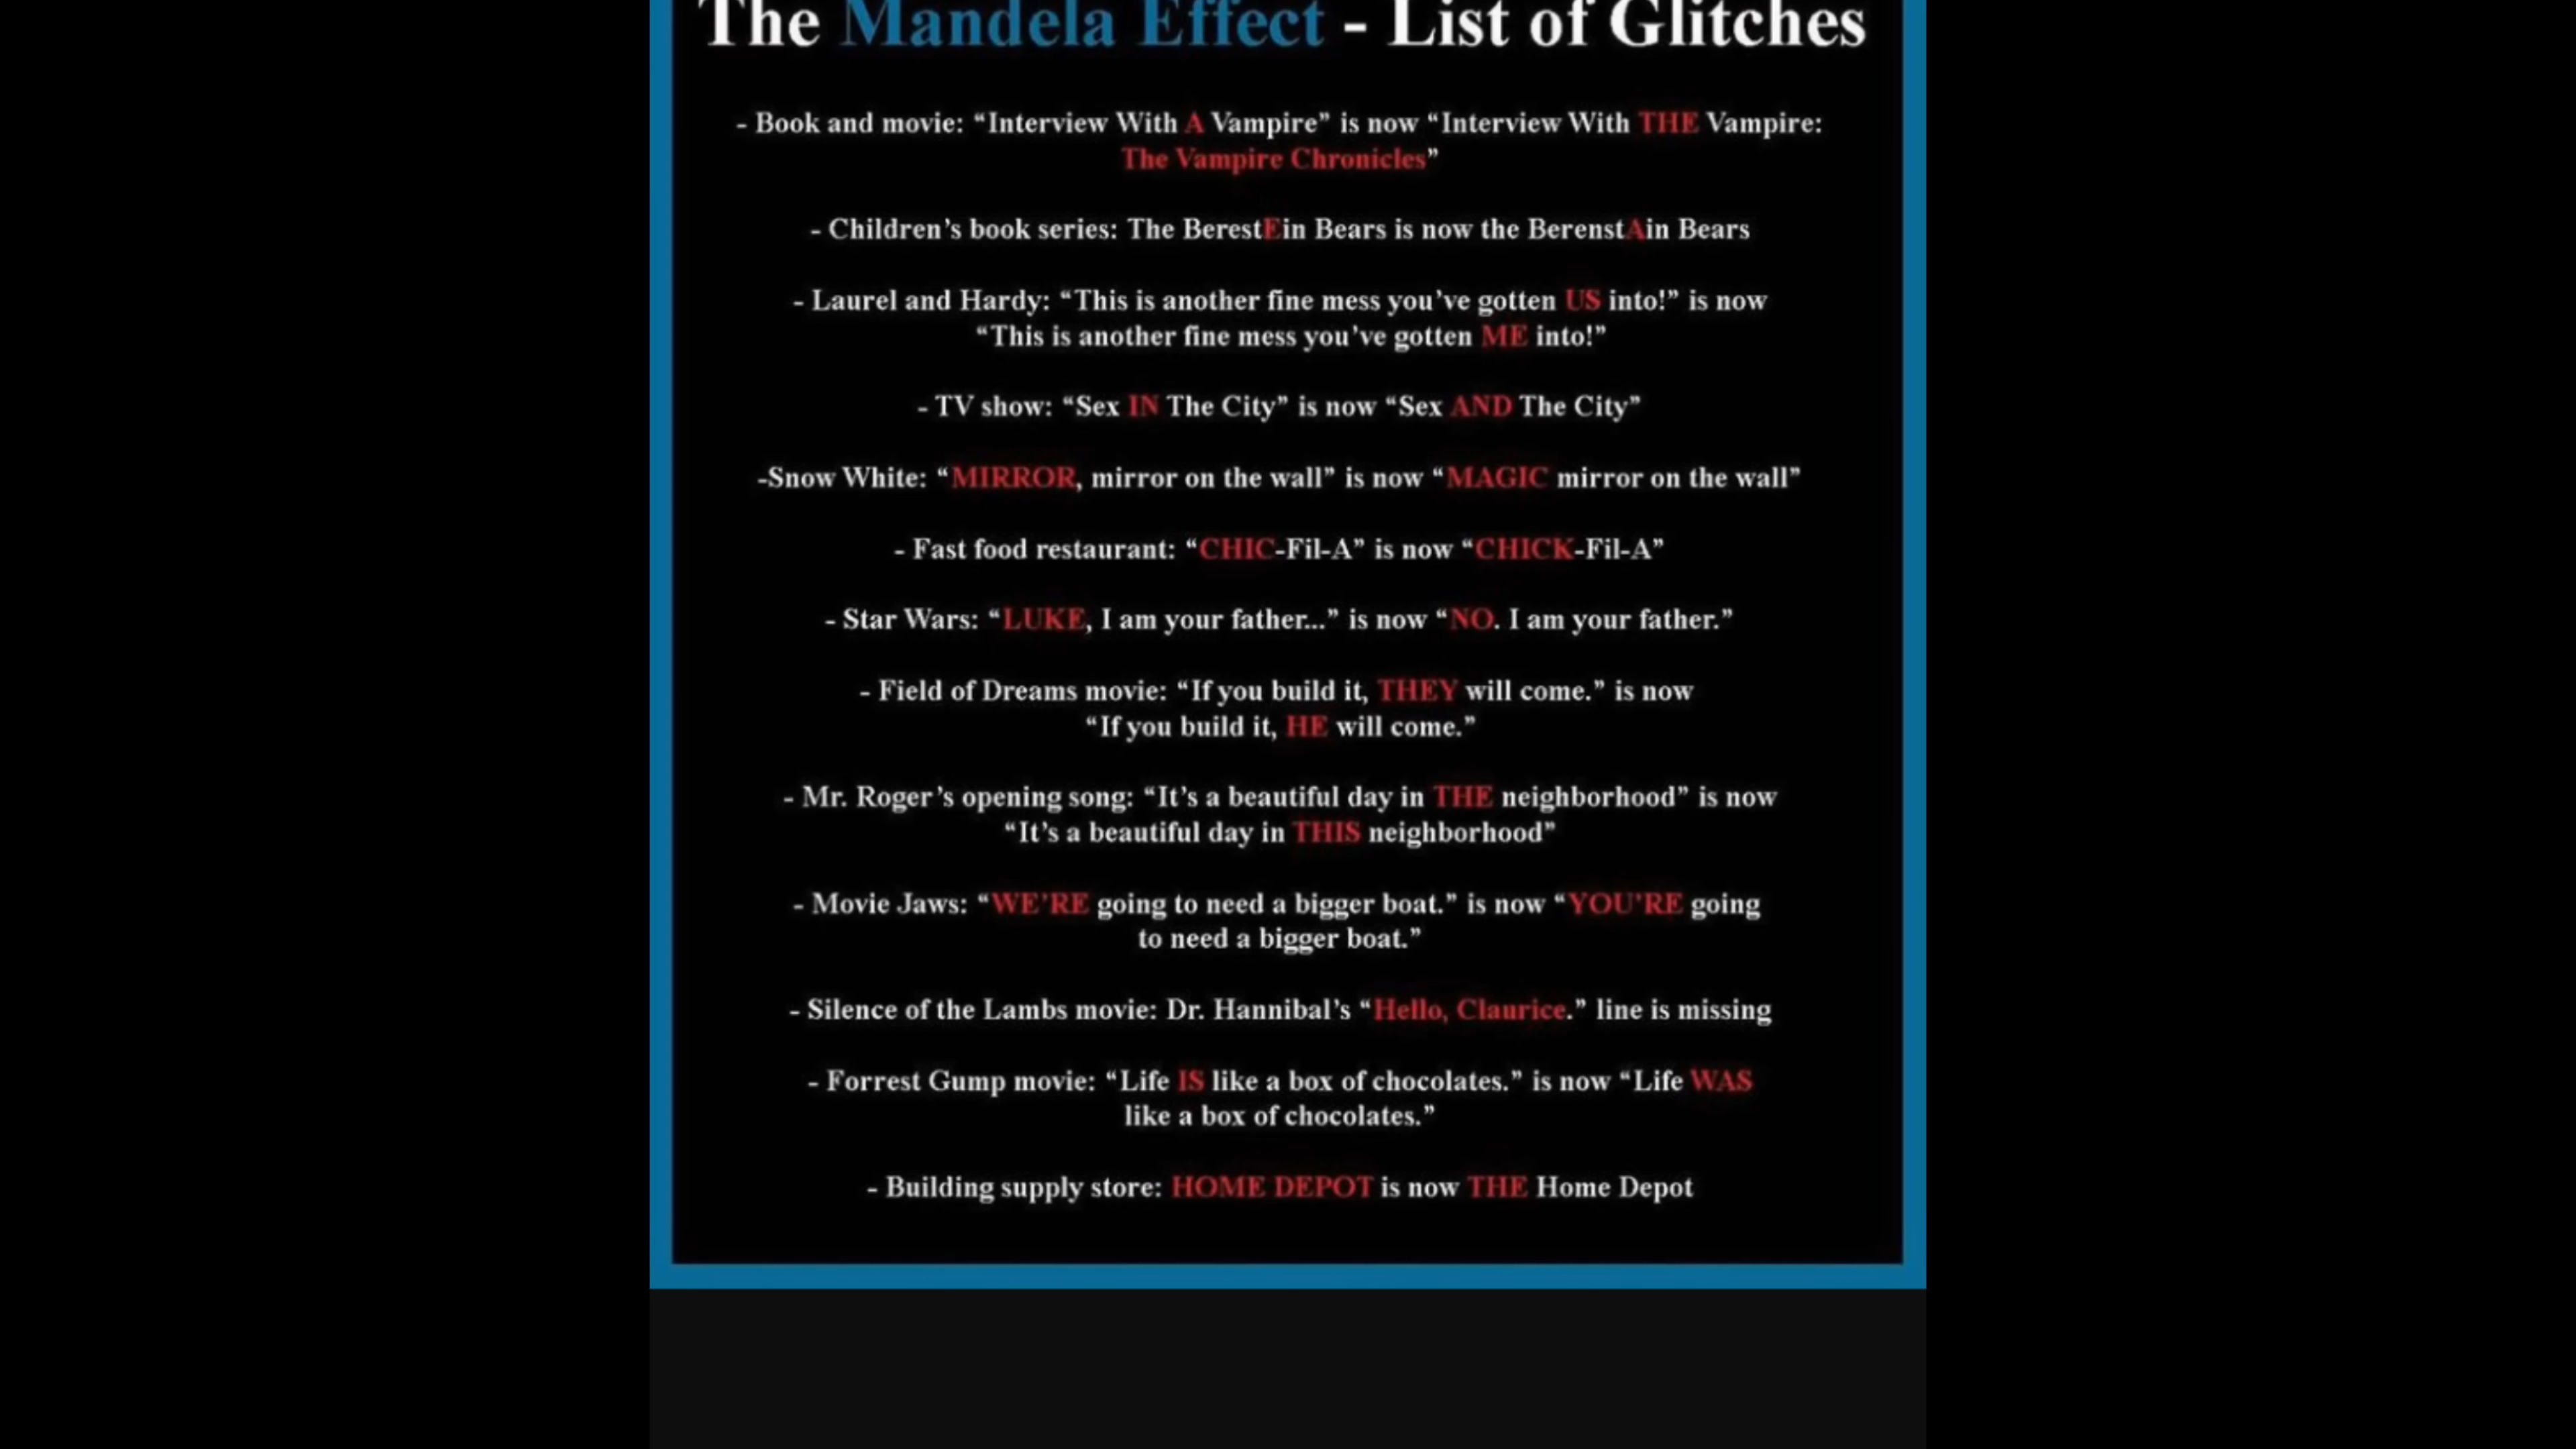 The Mandela Effect - List of Glitches
- Book and movie: “Interview With A Vampire” is now “Interview With THE Vampire:
The Vampire Chronicles”
- Children’s book series: The BerestEin Bears is now the BerenstAin Bears
- Laurel and Hardy: “This is another fine mess you’ve gotten US into!” is now
“This is another fine mess you’ve gotten ME into!”
- TV show: “Sex IN The City” is now “Sex AND The City”
-Snow White: “MIRROR, mirror on the wall” is now “MAGIC mirror on the wall”
- Fast food restaurant: “CHIC-Fil-A” is now “CHICK-Fil-A”
- Star Wars: “LUKE, I am your father...” is now “NO. I am your father.”
- Field of Dreams movie: “If you build it, THEY will come.” is now
“If you build it, HE will come.”
- Mr. Roger’s opening song: “It’s a beautiful day in THE neighborhood” is now
“It’s a beautiful day in THIS neighborhood”
- Movie Jaws: “WE’RE going to need a bigger boat.” is now “YOU’RE going
to need a bigger boat.”
- Silence of the Lambs movie: Dr. Hannibal’s “Hello, Claurice.” line is missing
- Forrest Gump movie: “Life IS like a box of chocolates.” is now “Life WAS
like a box of chocolates.”
- Building supply store: HOME DEPOT is now THE Home Depot